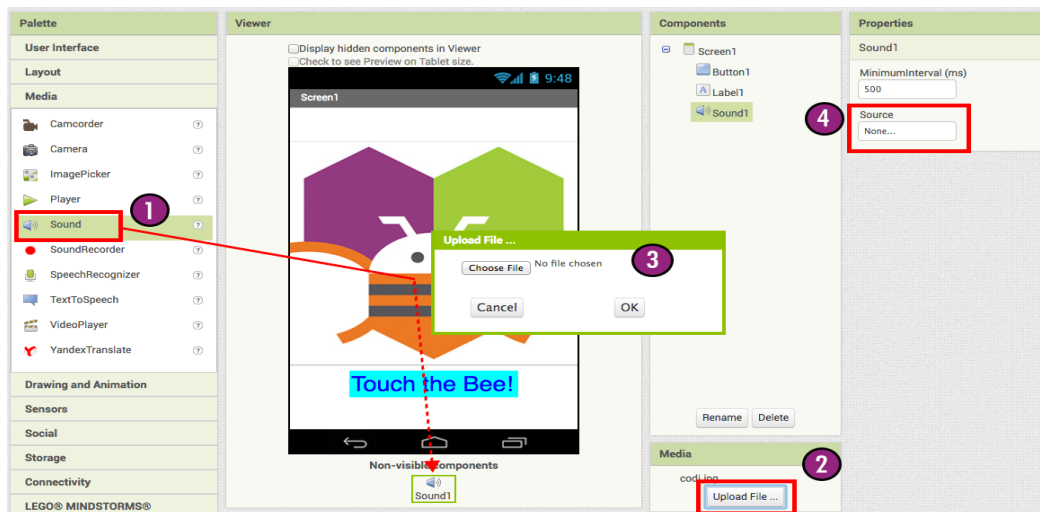 Palette
User Interface
Layout
Media
Camcorder
Camera
ImagePicker
Player
Sound
SoundRecorder
SpeechRecognizer
TextToSpeech
VideoPlayer
YandexTranslate
Drawing and Animation
Sensors
Social
Storage
Connectivity
LEGO® MINDSTORMS®
1
Viewer
Display hidden components in Viewer
Check to see Preview on Tablet size.
9:48
Screen1
Touch the Bee!
Non-visible components
Sound1
Upload File ...
Choose File No file chosen
Cancel OK
3
Components
Screen1
Button1
Label1
Sound1
Rename Delete
Media
2
Upload File ...
Properties
Sound1
MinimumInterval (ms)
500
4
Source
None...